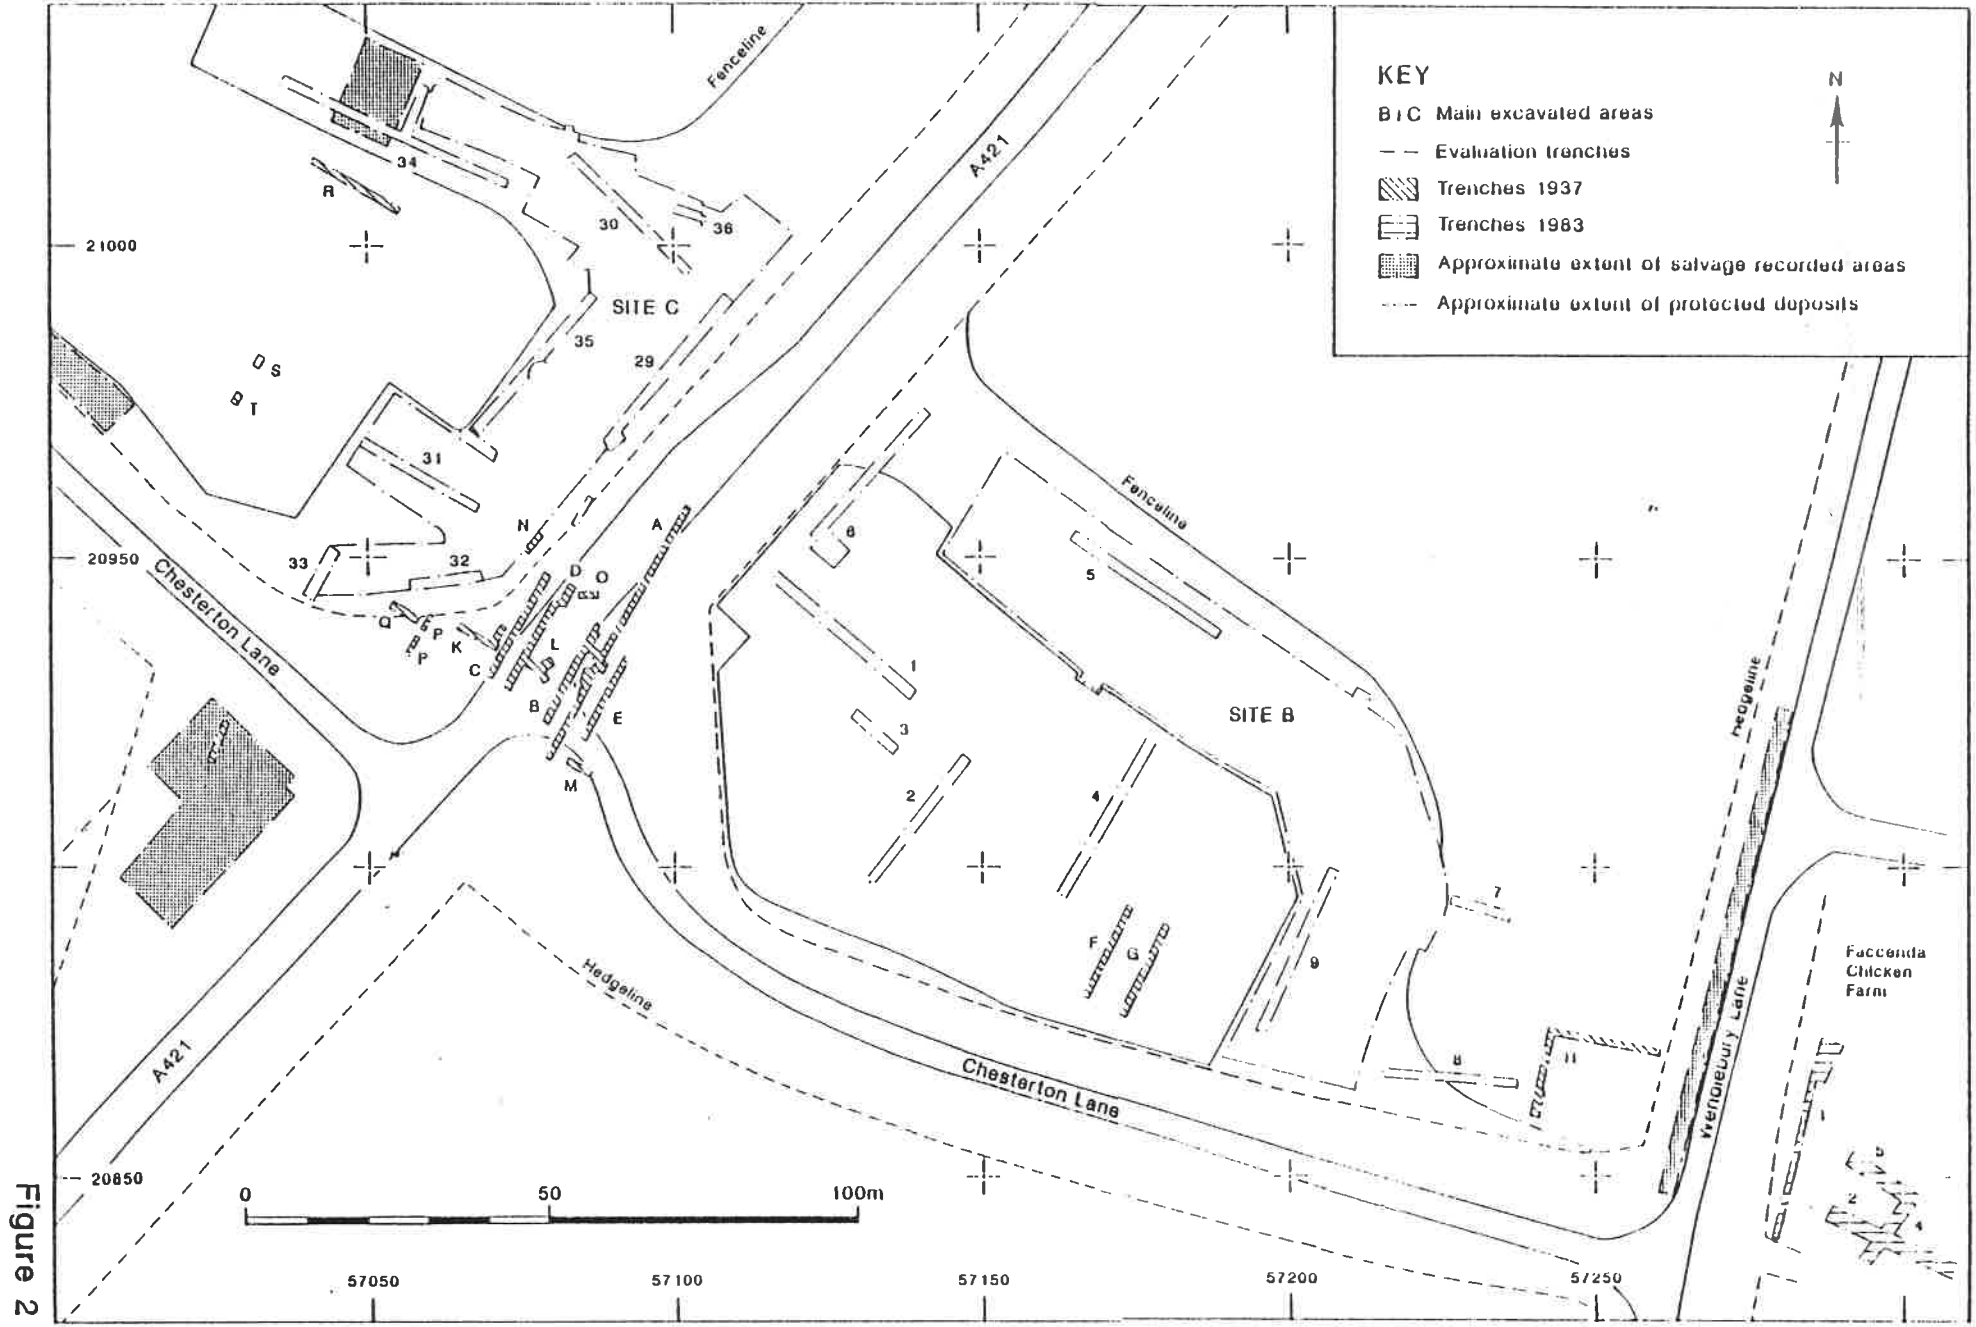 KEY
N
B+C Main excavated areas
Evaluation trenches
Trenches 1937
Trenches 1983
Approximate extent of salvage recorded areas
Approximate extent of protected deposits
Fenceline
A421
34
R
30
36
21000
SITE C
35
29
S
T
31
N
A
33
32
20950
D
O
Q
P
P
K
L
C
B
E
M
Chesterton Lane
6
Fenceline
5
1
3
2
4
SITE B
Hedgeline
7
F
G
9
Faccenda
Chicken
Farm
Hedgeline
A421
8
Wendlebury Lane
Chesterton Lane
20850
0
50
100m
2
4
57050
57100
57150
57200
57250
Figure 2